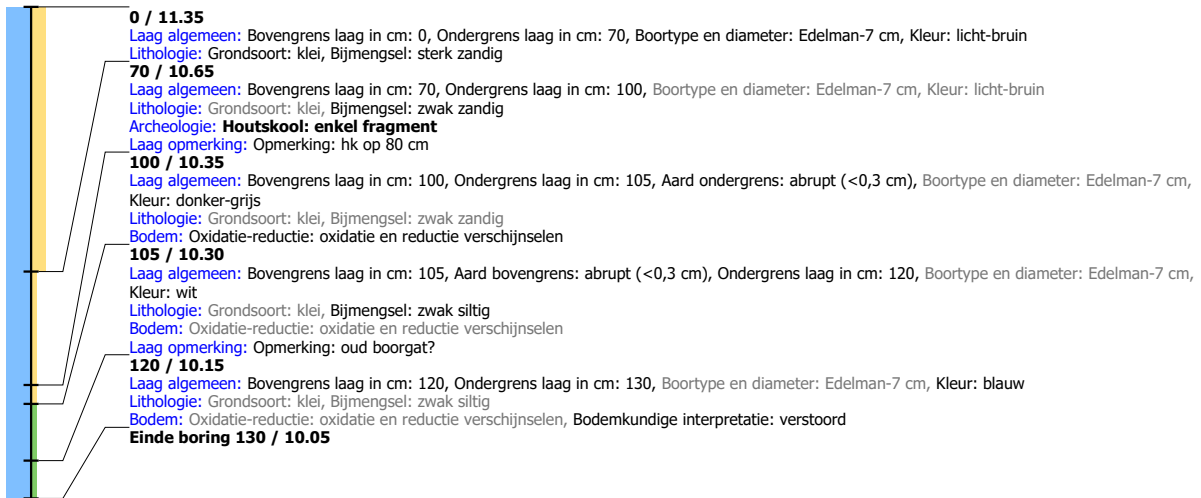 0 / 11.35
Laag algemeen: Bovengrens laag in cm: 0, Ondergrens laag in cm: 70, Boortype en diameter: Edelman-7 cm, Kleur: licht-bruin
Lithologie: Grondsoort: klei, Bijmengsel: sterk zandig
70 / 10.65
Laag algemeen: Bovengrens laag in cm: 70, Ondergrens laag in cm: 100, Boortype en diameter: Edelman-7 cm, Kleur: licht-bruin
Lithologie: Grondsoort: klei, Bijmengsel: zwak zandig
Archeologie: Houtskool: enkel fragment
Laag opmerking: Opmerking: hk op 80 cm
100 / 10.35
Laag algemeen: Bovengrens laag in cm: 100, Ondergrens laag in cm: 105, Aard ondergrens: abrupt (<0,3 cm), Boortype en diameter: Edelman-7 cm,
Kleur: donker-grijs
Lithologie: Grondsoort: klei, Bijmengsel: zwak zandig
Bodem: Oxidatie-reductie: oxidatie en reductie verschijnselen
105 / 10.30
Laag algemeen: Bovengrens laag in cm: 105, Aard bovengrens: abrupt (<0,3 cm), Ondergrens laag in cm: 120, Boortype en diameter: Edelman-7 cm,
Kleur: wit
Lithologie: Grondsoort: klei, Bijmengsel: zwak siltig
Bodem: Oxidatie-reductie: oxidatie en reductie verschijnselen
Laag opmerking: Opmerking: oud boorgat?
120 / 10.15
Laag algemeen: Bovengrens laag in cm: 120, Ondergrens laag in cm: 130, Boortype en diameter: Edelman-7 cm, Kleur: blauw
Lithologie: Grondsoort: klei, Bijmengsel: zwak siltig
Bodem: Oxidatie-reductie: oxidatie en reductie verschijnselen, Bodemkundige interpretatie: verstoord
Einde boring 130 / 10.05